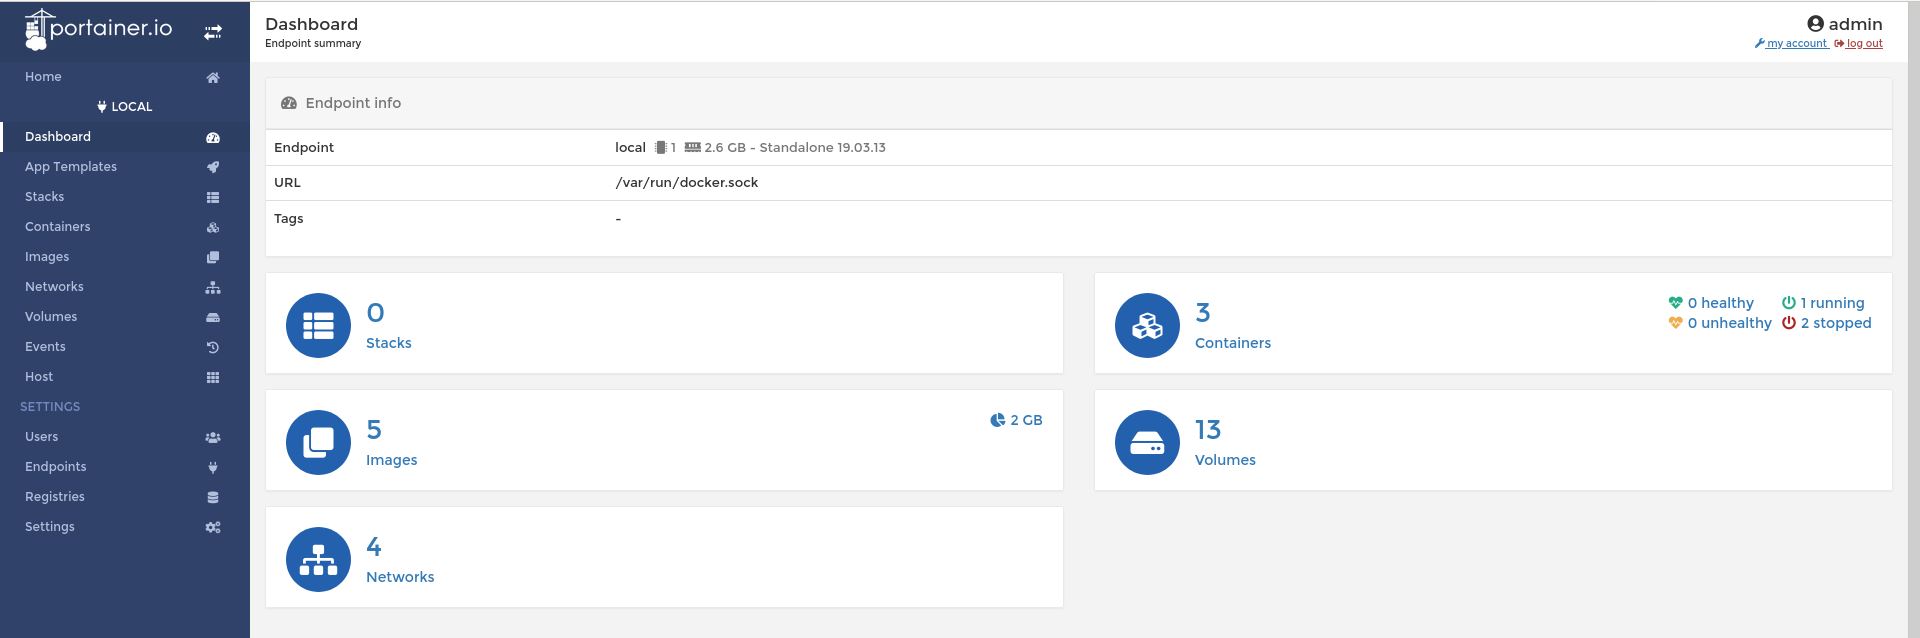 portainer.io
Home
LOCAL
Dashboard
App Templates
Stacks
Containers
Images
Networks
Volumes
Events
Host
SETTINGS
Users
Endpoints
Registries
Settings
Dashboard
Endpoint summary
admin
my account log out
Endpoint info
Endpoint local 1 2.6 GB - Standalone 19.03.13
URL /var/run/docker.sock
Tags -
0
Stacks
3
Containers
0 healthy 1 running
0 unhealthy 2 stopped
5
Images
2 GB
13
Volumes
4
Networks